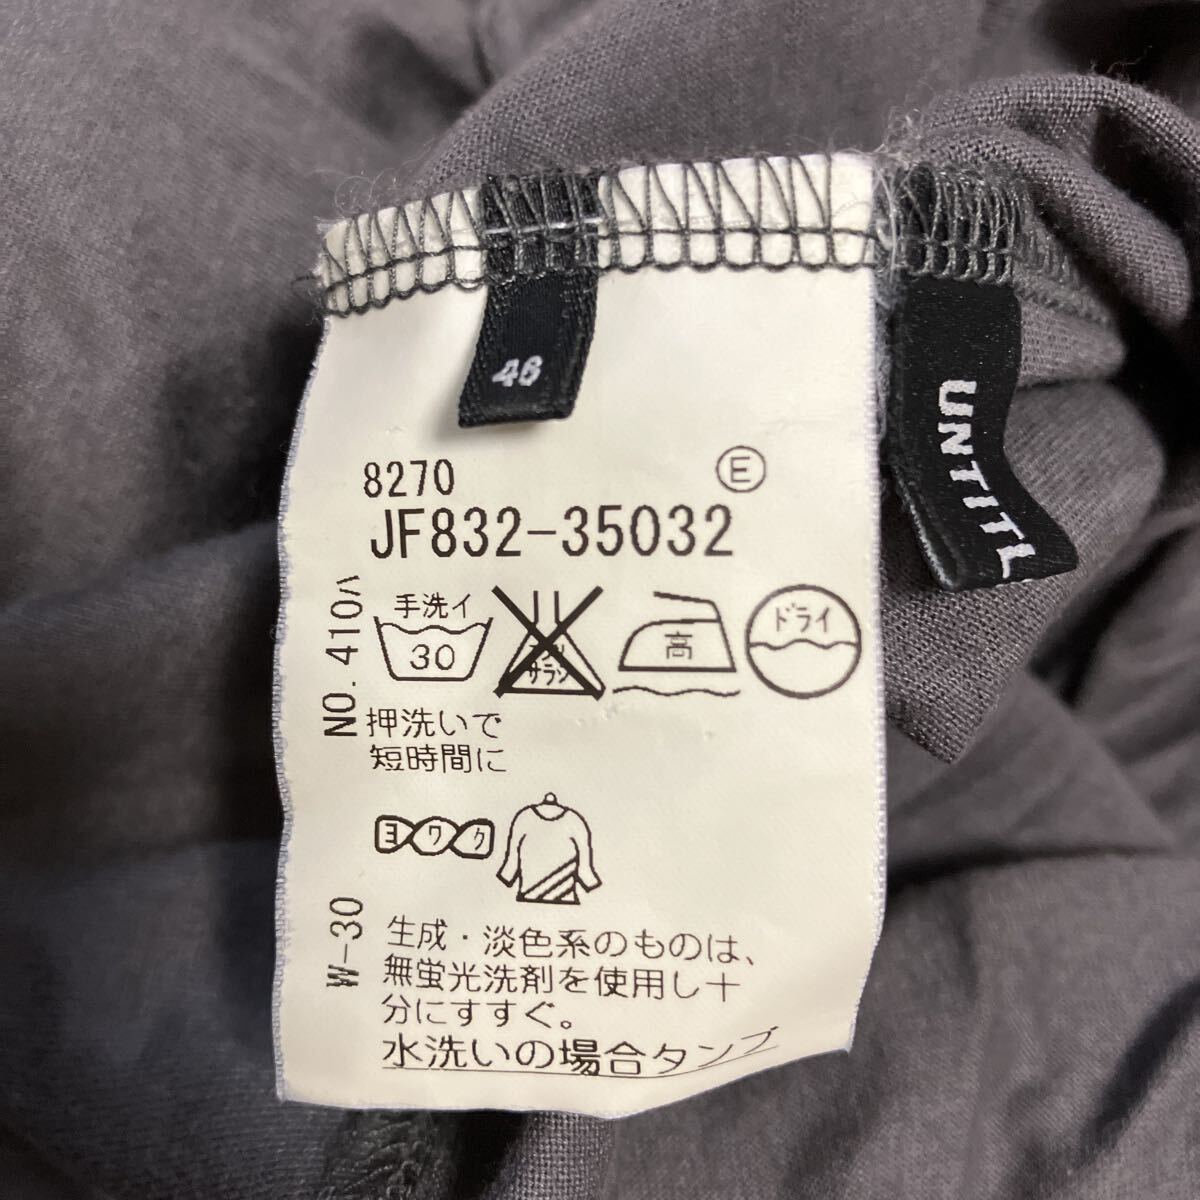 46
UNTITL
8270 Ⓔ
JF832-35032
NO. 410ハ
手洗イ
30
サラシ
高
ドライ
押洗いで
短時間に
ヨワク
W-30
生成・淡色系のものは、
無蛍光洗剤を使用し十
分にすすぐ。
水洗いの場合タンブ